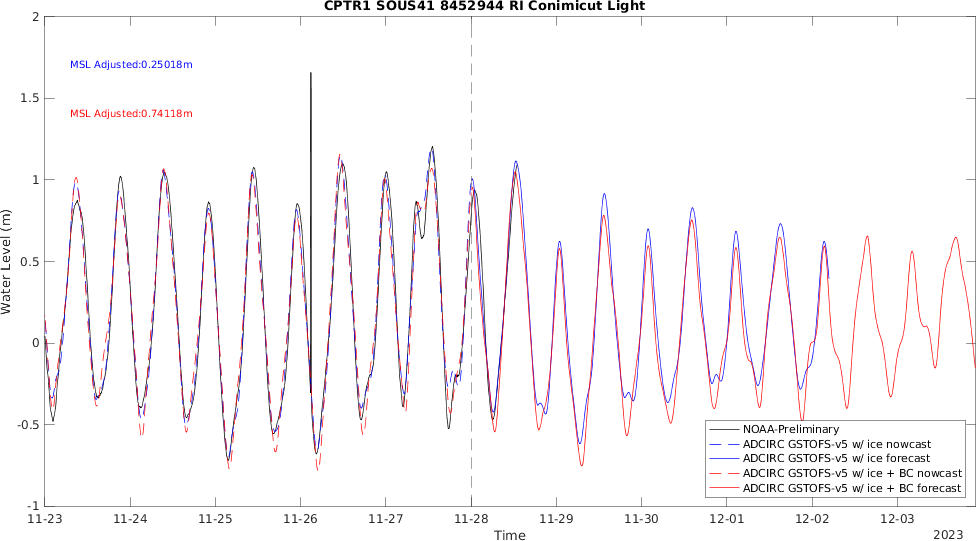 CPTR1 SOUS41 8452944 RI Conimicut Light
MSL Adjusted:0.25018m
MSL Adjusted:0.74118m
Water Level (m)
2
1.5
1
0.5
0
-0.5
-1
NOAA-Preliminary
ADCIRC GSTOFS-v5 w/ ice nowcast
ADCIRC GSTOFS-v5 w/ ice forecast
ADCIRC GSTOFS-v5 w/ ice + BC nowcast
ADCIRC GSTOFS-v5 w/ ice + BC forecast
11-23 11-24 11-25 11-26 11-27 11-28 11-29 11-30 12-01 12-02 12-03
Time
2023